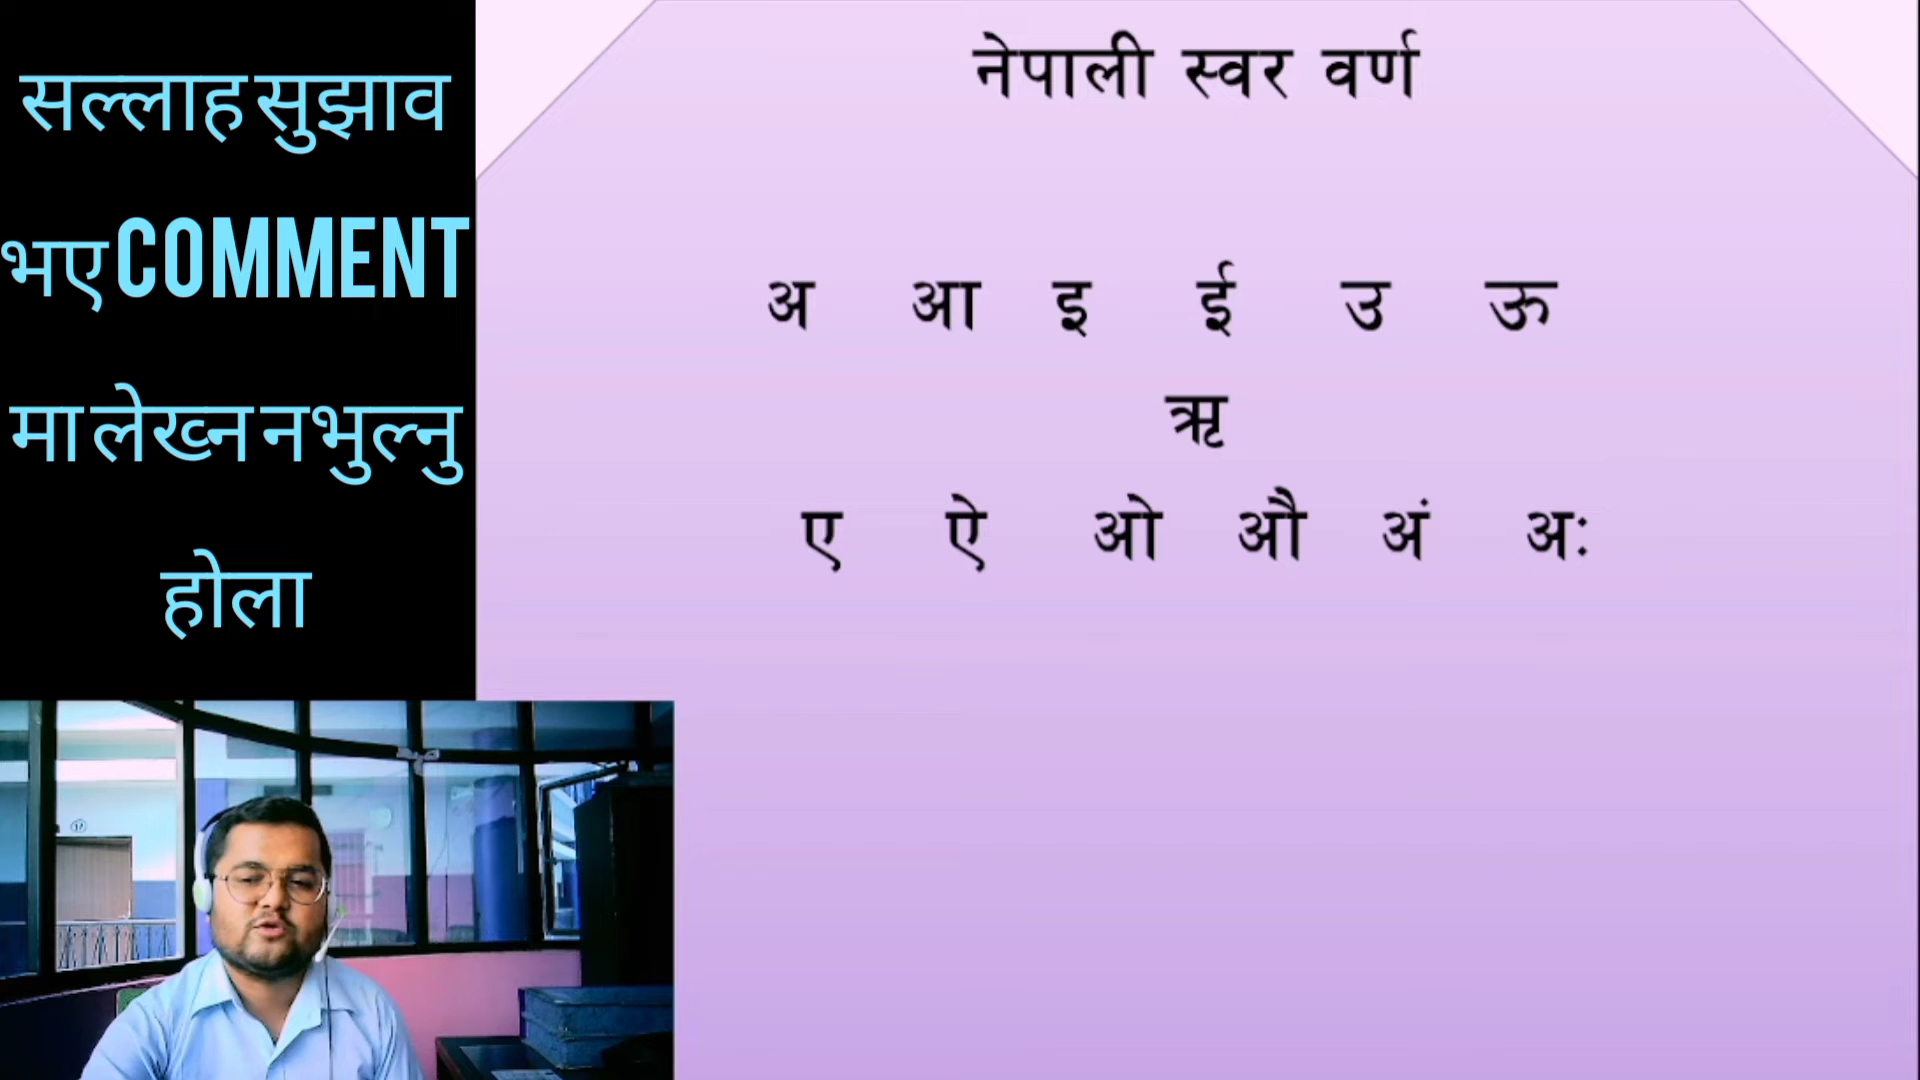 सल्लाह सुझाव
भए COMMENT
मा लेख्न नभुल्नु
होला
नेपाली स्वर वर्ण
अ आ इ ई उ ऊ
ऋ
ए ऐ ओ औ अं अः